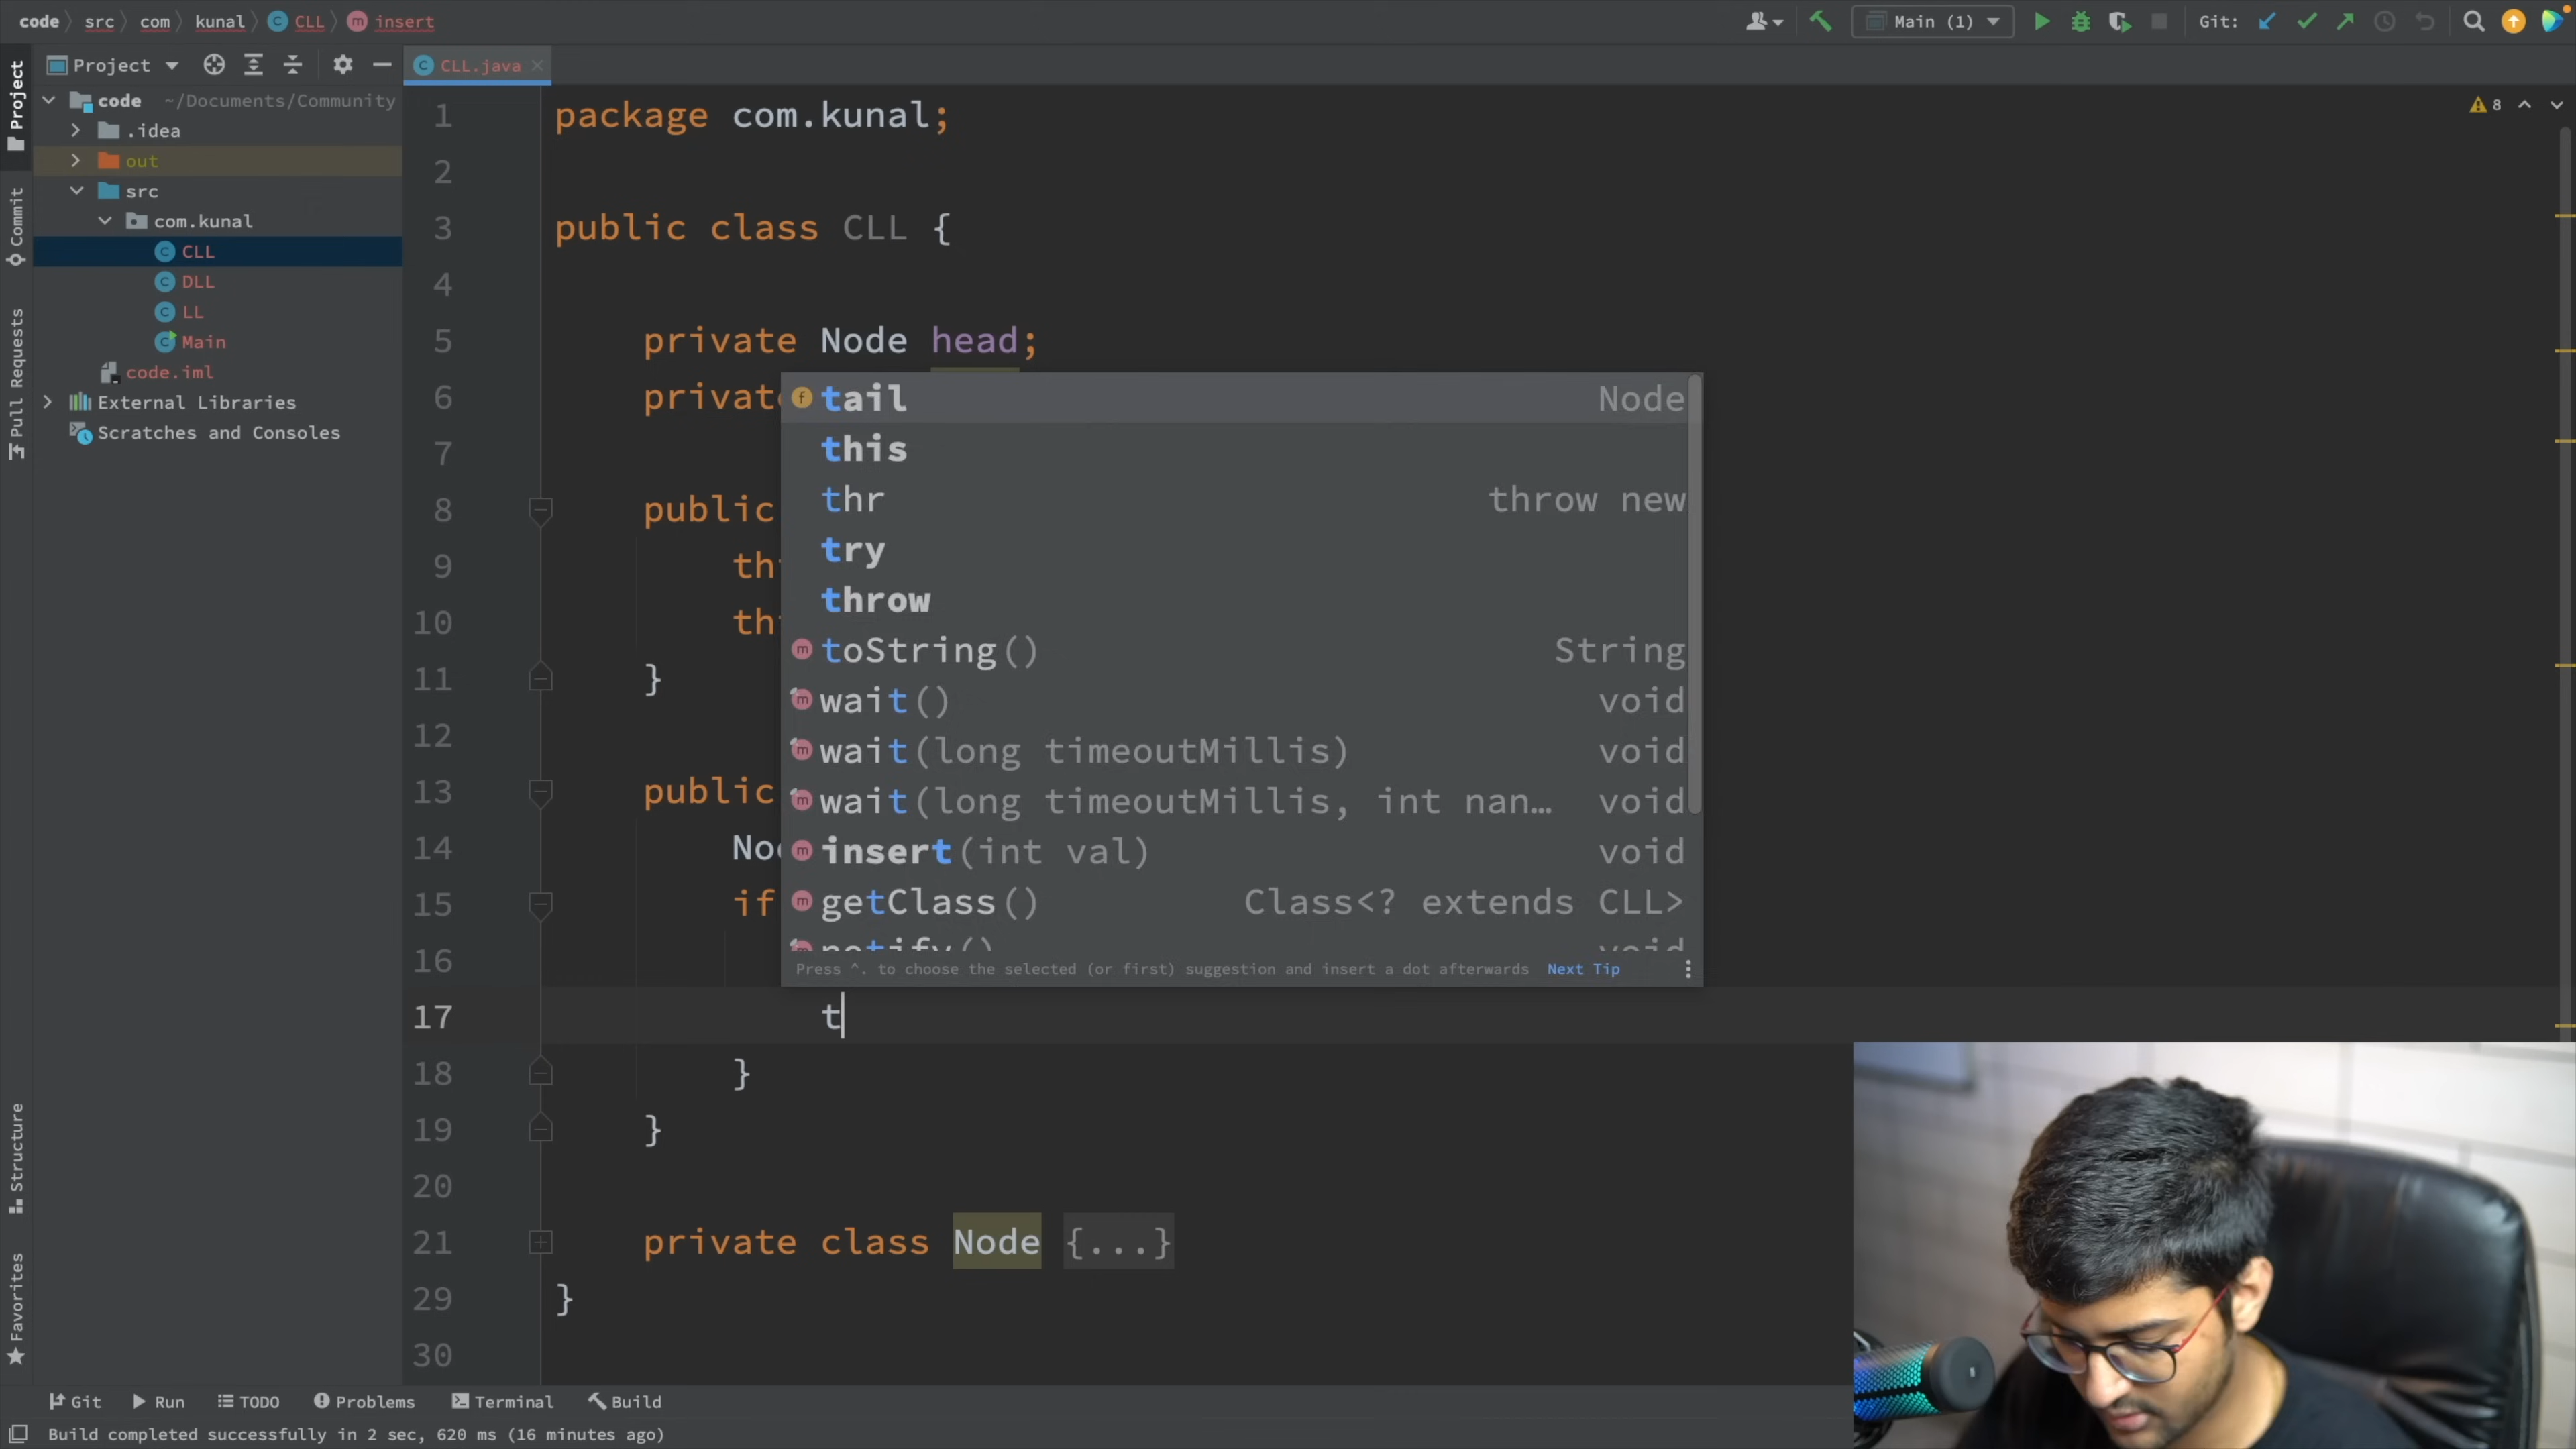 code src com kunal CLL insert Main (1) Git:
Project CLL.java
Project
Commit
Pull Requests
Structure
Favorites
code ~/Documents/Community
.idea
out
src
com.kunal
CLL
DLL
LL
Main
code.iml
External Libraries
Scratches and Consoles
8
1 package com.kunal;
2
3 public class CLL {
4
5 private Node head;
6 private
7
8 public
9 thi
10 thi
11 }
12
13 public
14 Nod
15 if
16
17 t
18 }
19 }
20
21 private class Node {...}
29 }
30
tail Node
this
thr throw new
try
throw
toString() String
wait() void
wait(long timeoutMillis) void
wait(long timeoutMillis, int nan… void
insert(int val) void
getClass() Class<? extends CLL>
notify() void
Press ^. to choose the selected (or first) suggestion and insert a dot afterwards Next Tip
Git Run TODO Problems Terminal Build
Build completed successfully in 2 sec, 620 ms (16 minutes ago)